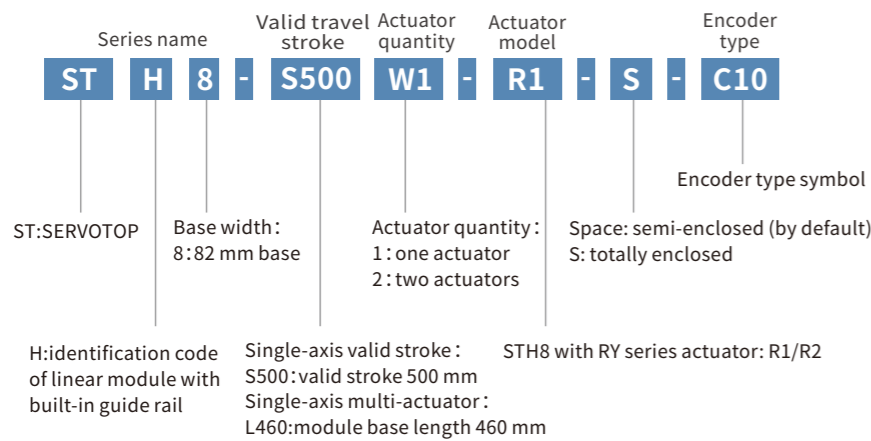 Series name
Valid travel
stroke
Actuator
quantity
Actuator
model
Encoder
type
ST H 8 - S500 W1 - R1 - S - C10
Encoder type symbol
ST:SERVOTOP
Base width:
8:82 mm base
Actuator quantity:
1:one actuator
2:two actuators
Space: semi-enclosed (by default)
S: totally enclosed
H:identification code
of linear module with
built-in guide rail
Single-axis valid stroke:
S500:valid stroke 500 mm
Single-axis multi-actuator:
L460:module base length 460 mm
STH8 with RY series actuator: R1/R2